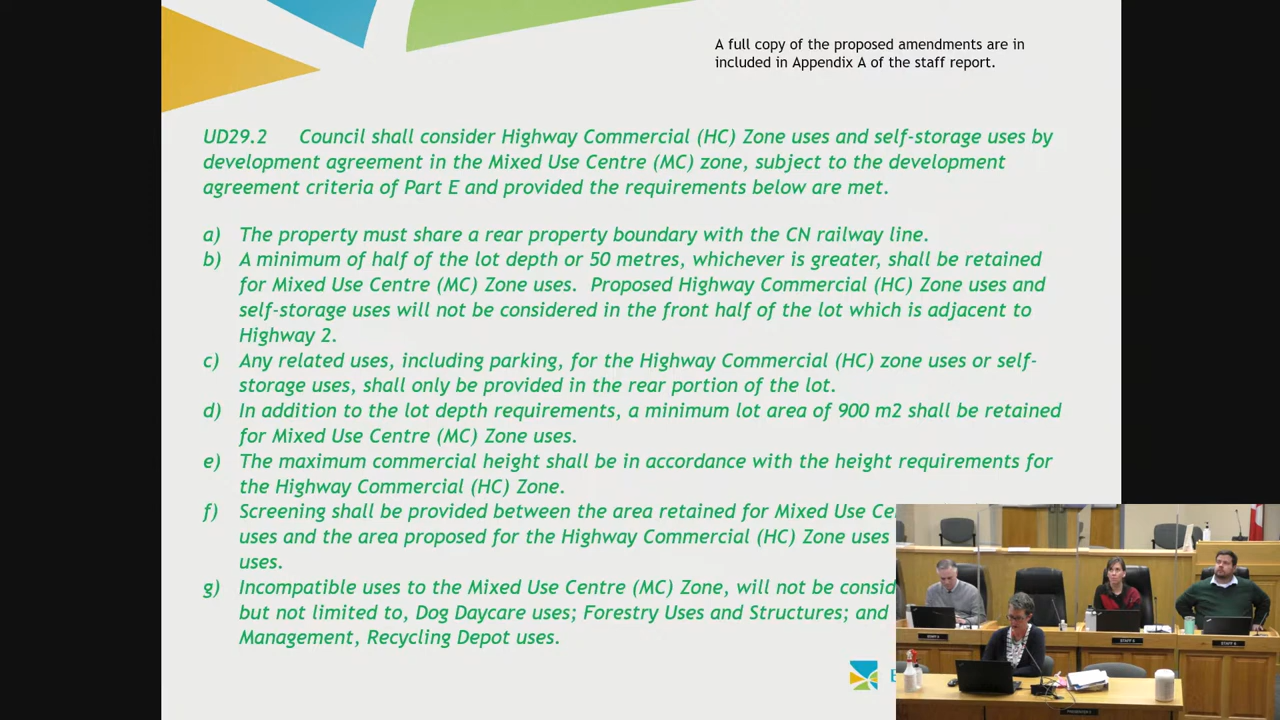 A full copy of the proposed amendments are in
included in Appendix A of the staff report.
UD29.2 Council shall consider Highway Commercial (HC) Zone uses and self-storage uses by
development agreement in the Mixed Use Centre (MC) zone, subject to the development
agreement criteria of Part E and provided the requirements below are met.
a) The property must share a rear property boundary with the CN railway line.
b) A minimum of half of the lot depth or 50 metres, whichever is greater, shall be retained
for Mixed Use Centre (MC) Zone uses. Proposed Highway Commercial (HC) Zone uses and
self-storage uses will not be considered in the front half of the lot which is adjacent to
Highway 2.
c) Any related uses, including parking, for the Highway Commercial (HC) zone uses or self-
storage uses, shall only be provided in the rear portion of the lot.
d) In addition to the lot depth requirements, a minimum lot area of 900 m2 shall be retained
for Mixed Use Centre (MC) Zone uses.
e) The maximum commercial height shall be in accordance with the height requirements for
the Highway Commercial (HC) Zone.
f) Screening shall be provided between the area retained for Mixed Use Ce
uses and the area proposed for the Highway Commercial (HC) Zone uses
uses.
g) Incompatible uses to the Mixed Use Centre (MC) Zone, will not be consid
but not limited to, Dog Daycare uses; Forestry Uses and Structures; and
Management, Recycling Depot uses.